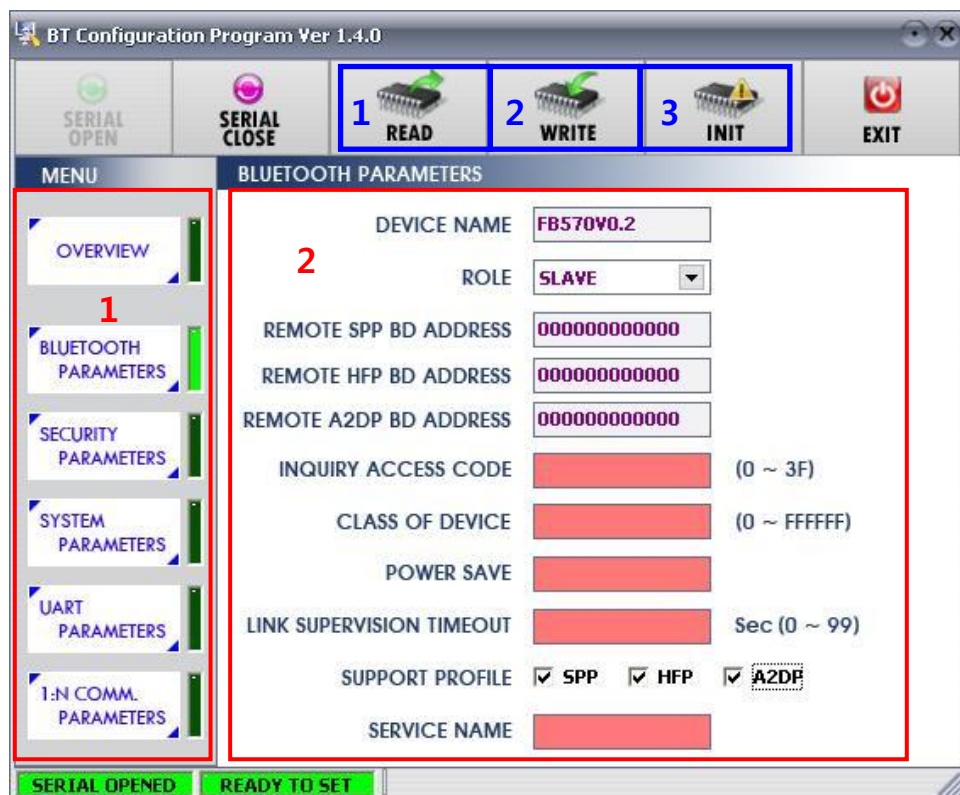 BT Configuration Program Ver 1.4.0
SERIAL
OPEN
SERIAL
CLOSE
1
READ
2
WRITE
3
INIT
EXIT
MENU
OVERVIEW
1
BLUETOOTH
PARAMETERS
SECURITY
PARAMETERS
SYSTEM
PARAMETERS
UART
PARAMETERS
1:N COMM.
PARAMETERS
BLUETOOTH PARAMETERS
2
DEVICE NAME FB570V0.2
ROLE SLAVE
REMOTE SPP BD ADDRESS 000000000000
REMOTE HFP BD ADDRESS 000000000000
REMOTE A2DP BD ADDRESS 000000000000
INQUIRY ACCESS CODE (0 ~ 3F)
CLASS OF DEVICE (0 ~ FFFFFF)
POWER SAVE
LINK SUPERVISION TIMEOUT Sec (0 ~ 99)
SUPPORT PROFILE SPP HFP A2DP
SERVICE NAME
SERIAL OPENED READY TO SET